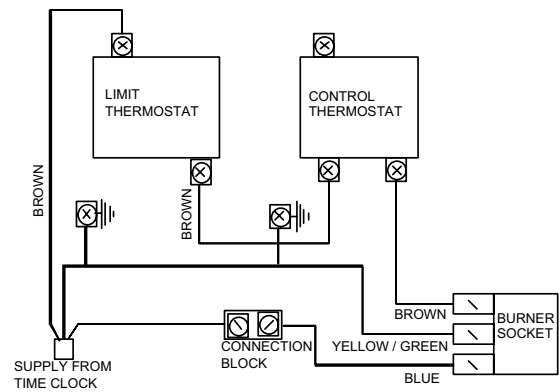 LIMIT
THERMOSTAT
CONTROL
THERMOSTAT
BROWN
BROWN
BROWN
BURNER
SOCKET
YELLOW / GREEN
CONNECTION
BLOCK
BLUE
SUPPLY FROM
TIME CLOCK